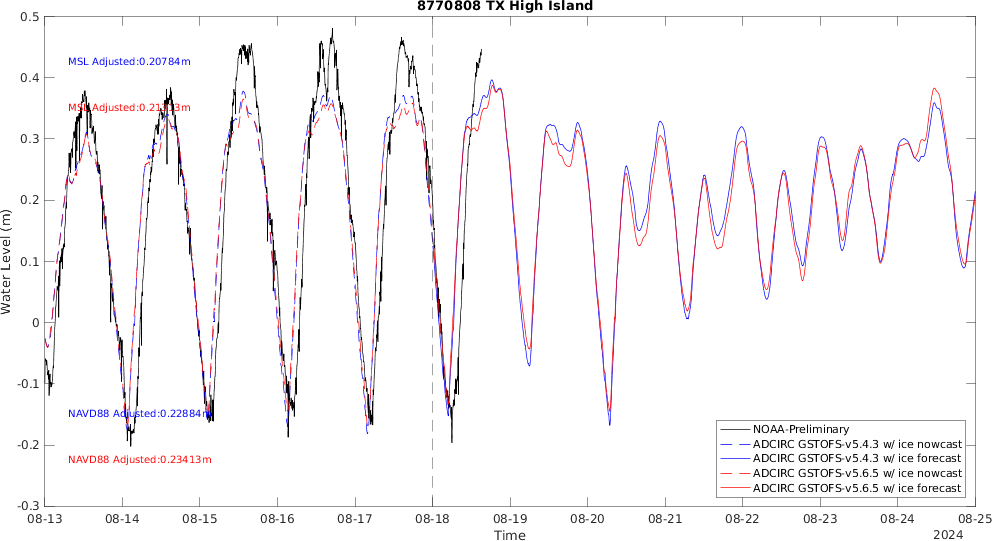 8770808 TX High Island
0.5
0.4
0.3
0.2
0.1
0
-0.1
-0.2
-0.3
Water Level (m)
MSL Adjusted:0.20784m
MSL Adjusted:0.21313m
NAVD88 Adjusted:0.22884m
NAVD88 Adjusted:0.23413m
NOAA-Preliminary
ADCIRC GSTOFS-v5.4.3 w/ ice nowcast
ADCIRC GSTOFS-v5.4.3 w/ ice forecast
ADCIRC GSTOFS-v5.6.5 w/ ice nowcast
ADCIRC GSTOFS-v5.6.5 w/ ice forecast
08-13 08-14 08-15 08-16 08-17 08-18 08-19 08-20 08-21 08-22 08-23 08-24 08-25
Time
2024